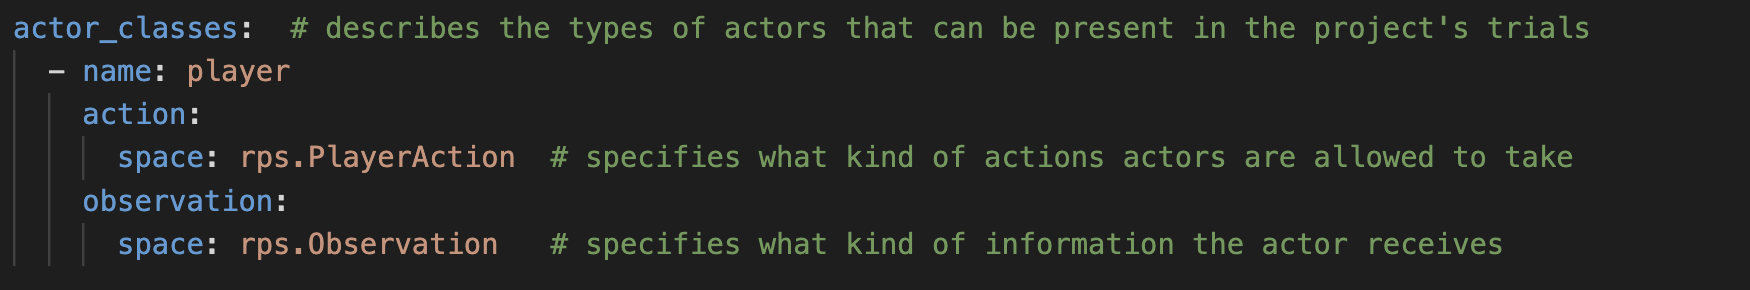 actor_classes:  # describes the types of actors that can be present in the project's trials
  - name: player
    action:
      space: rps.PlayerAction  # specifies what kind of actions actors are allowed to take
    observation:
      space: rps.Observation   # specifies what kind of information the actor receives